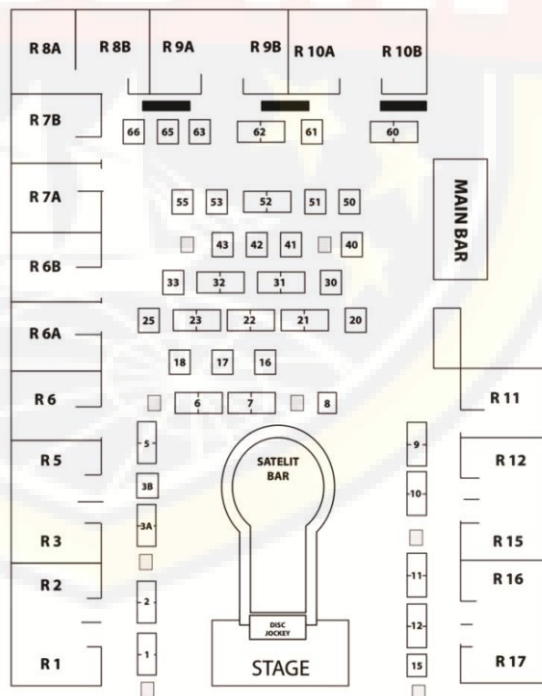 R 8A
R 8B
R 9A
R 9B
R 10A
R 10B
R 7B
66
65
63
62
61
60
R 7A
55
53
52
51
50
MAIN BAR
43
42
41
40
R 6B
33
32
31
30
25
23
22
21
20
R 6A
18
17
16
R 6
6
7
8
R 11
5
9
R 5
SATELIT
BAR
R 12
3B
10
3A
R 3
R 15
11
R 2
R 16
2
12
DISC
JOCKEY
1
15
R 1
STAGE
R 17